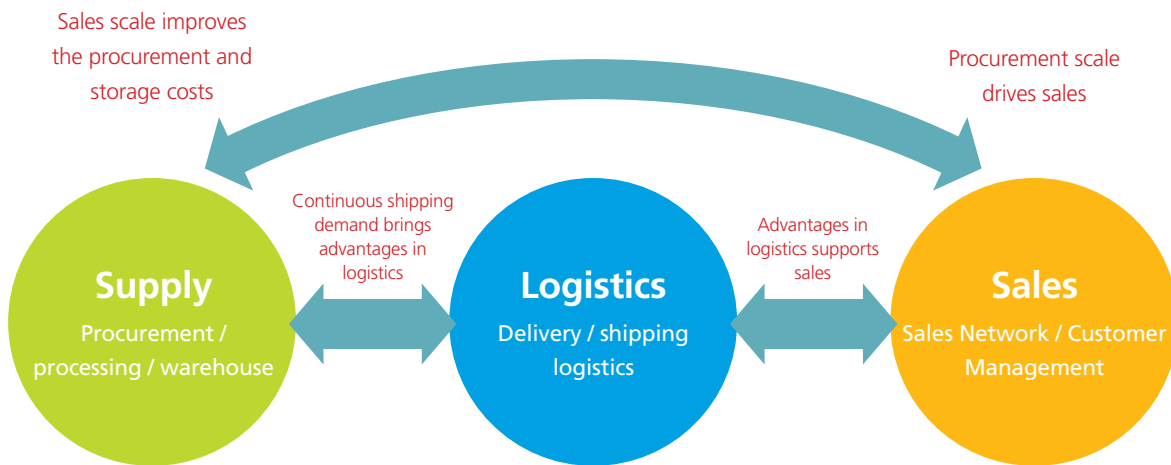 Sales scale improves
the procurement and
storage costs
Procurement scale
drives sales
Continuous shipping
demand brings
advantages in
logistics
Advantages in
logistics supports
sales
Supply
Procurement /
processing / warehouse
Logistics
Delivery / shipping
logistics
Sales
Sales Network / Customer
Management